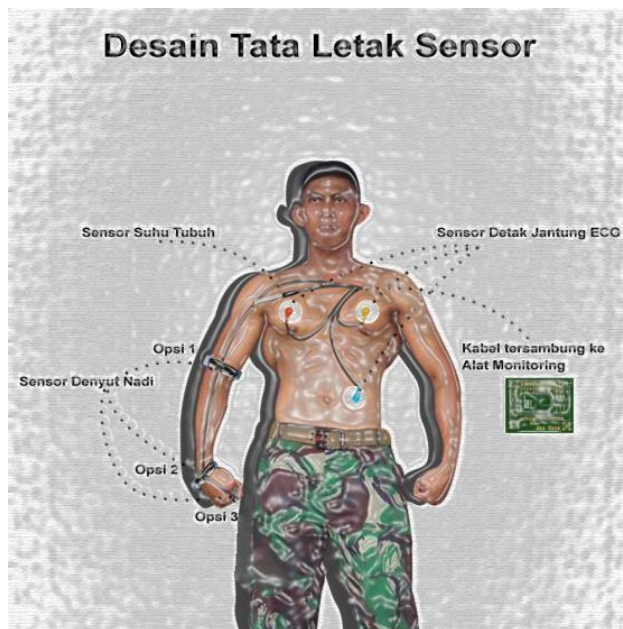 Desain Tata Letak Sensor
Sensor Suhu Tubuh
Sensor Detak Jantung ECG
Opsi 1
Kabel tersambung ke
Alat Monitoring
Sensor Denyut Nadi
Opsi 2
Opsi 3